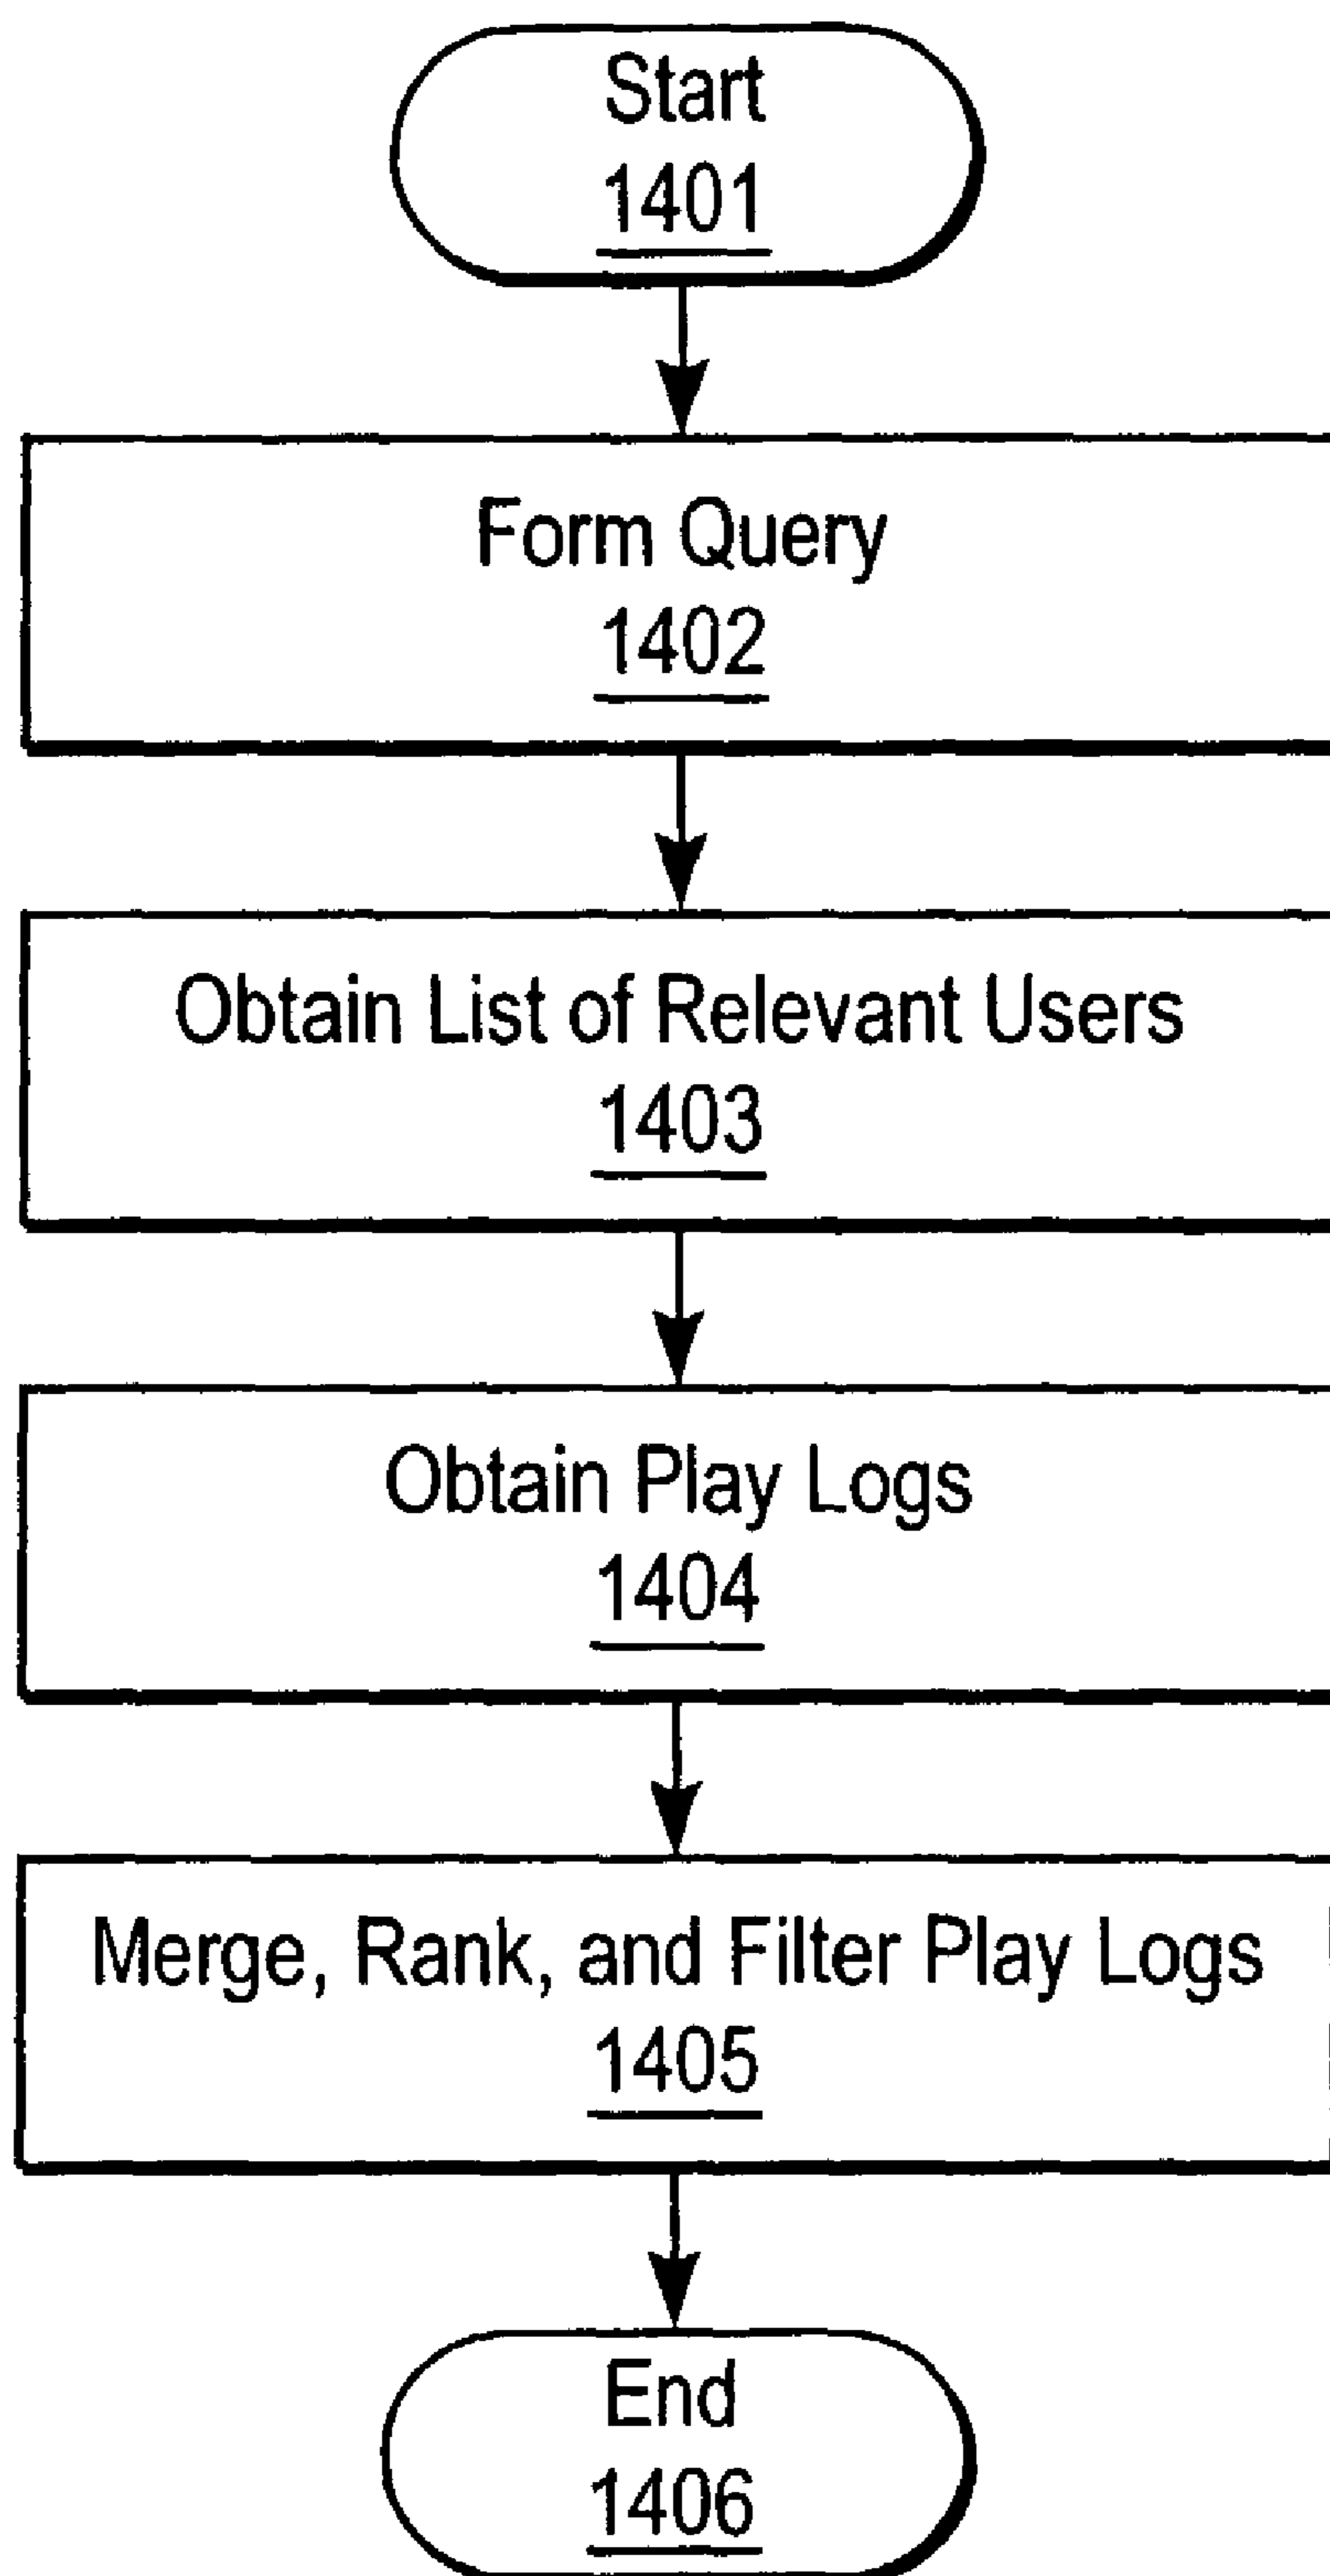 Start
1401
Form Query
1402
Obtain List of Relevant Users
1403
Obtain Play Logs
1404
Merge, Rank, and Filter Play Logs
1405
End
1406